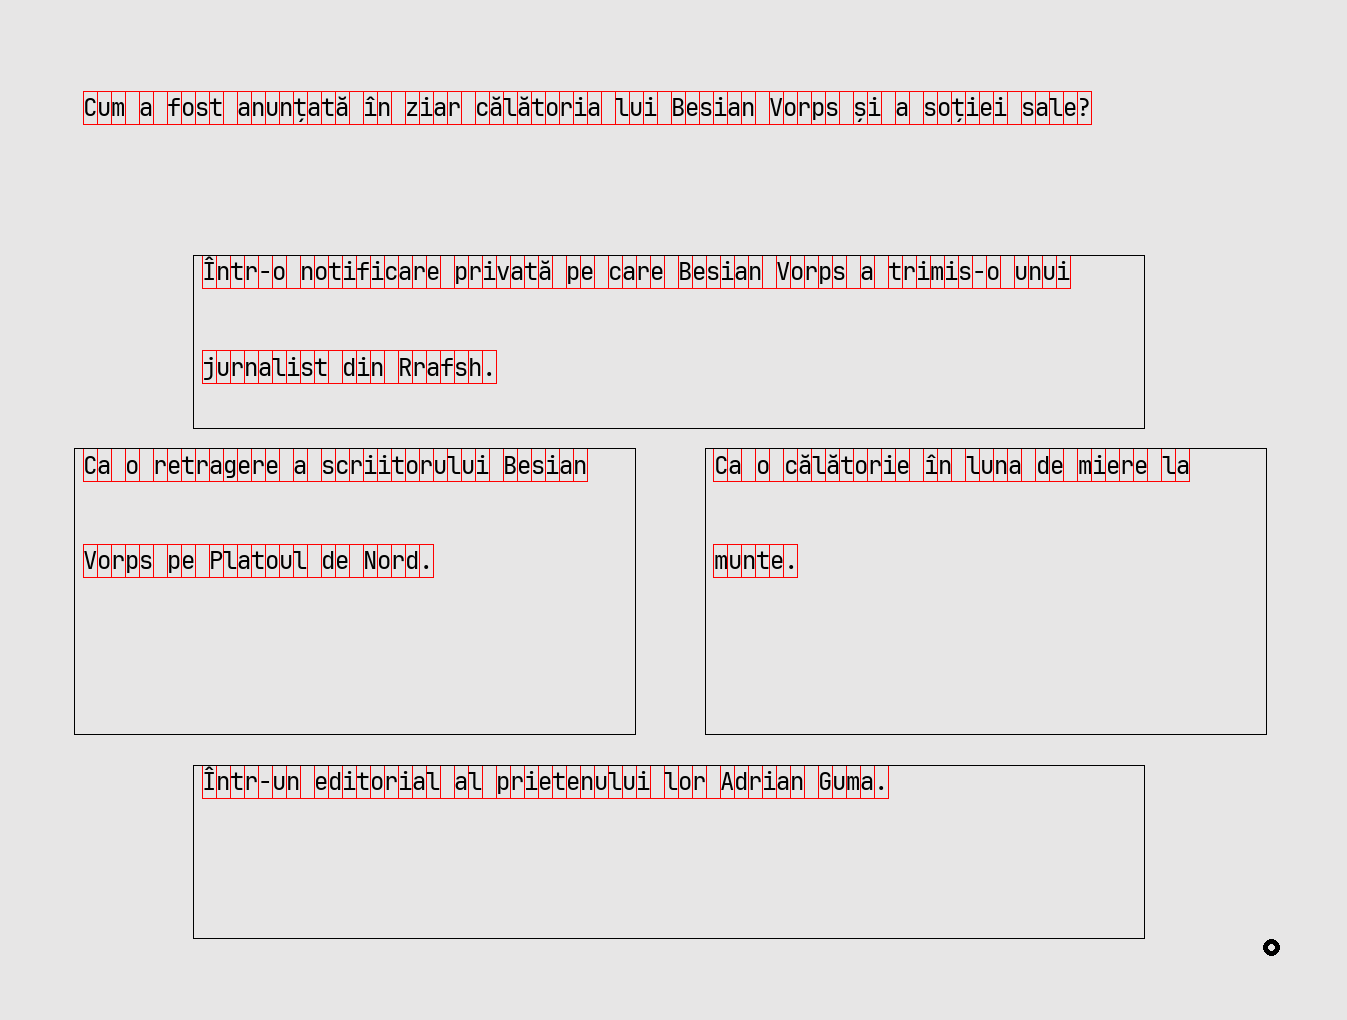 Cum a fost anunțată în ziar călătoria lui Besian Vorps și a soției sale?
Într-o notificare privată pe care Besian Vorps a trimis-o unui
jurnalist din Rrafsh.
Ca o retragere a scriitorului Besian
Vorps pe Platoul de Nord.
Ca o călătorie în luna de miere la
munte.
Într-un editorial al prietenului lor Adrian Guma.